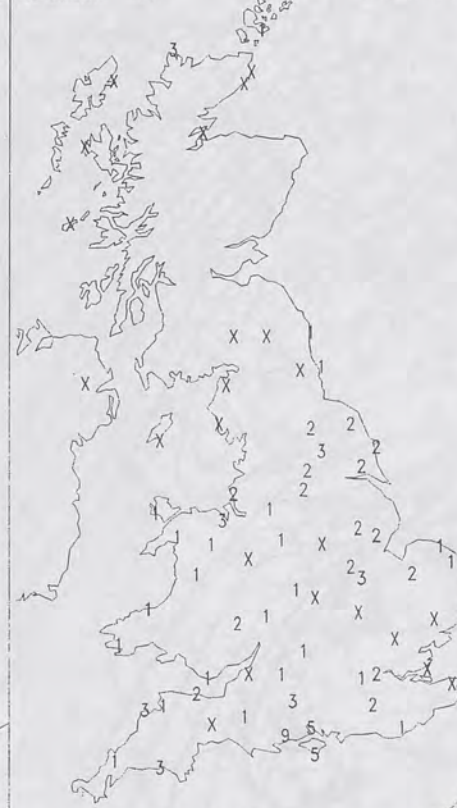 3
X
X X
X
X
X
X X
X 1
X X
X 2 2
X 2
3
2 2
2 2
1 3 1
2 2
1 1 1 X 1
X 2 1
1 3 2
1 X
1 1 X
2 X
1 1 X
1 X 1 1 2 X
2 3
3 1 2
X 1
9 5 1
5
1 3